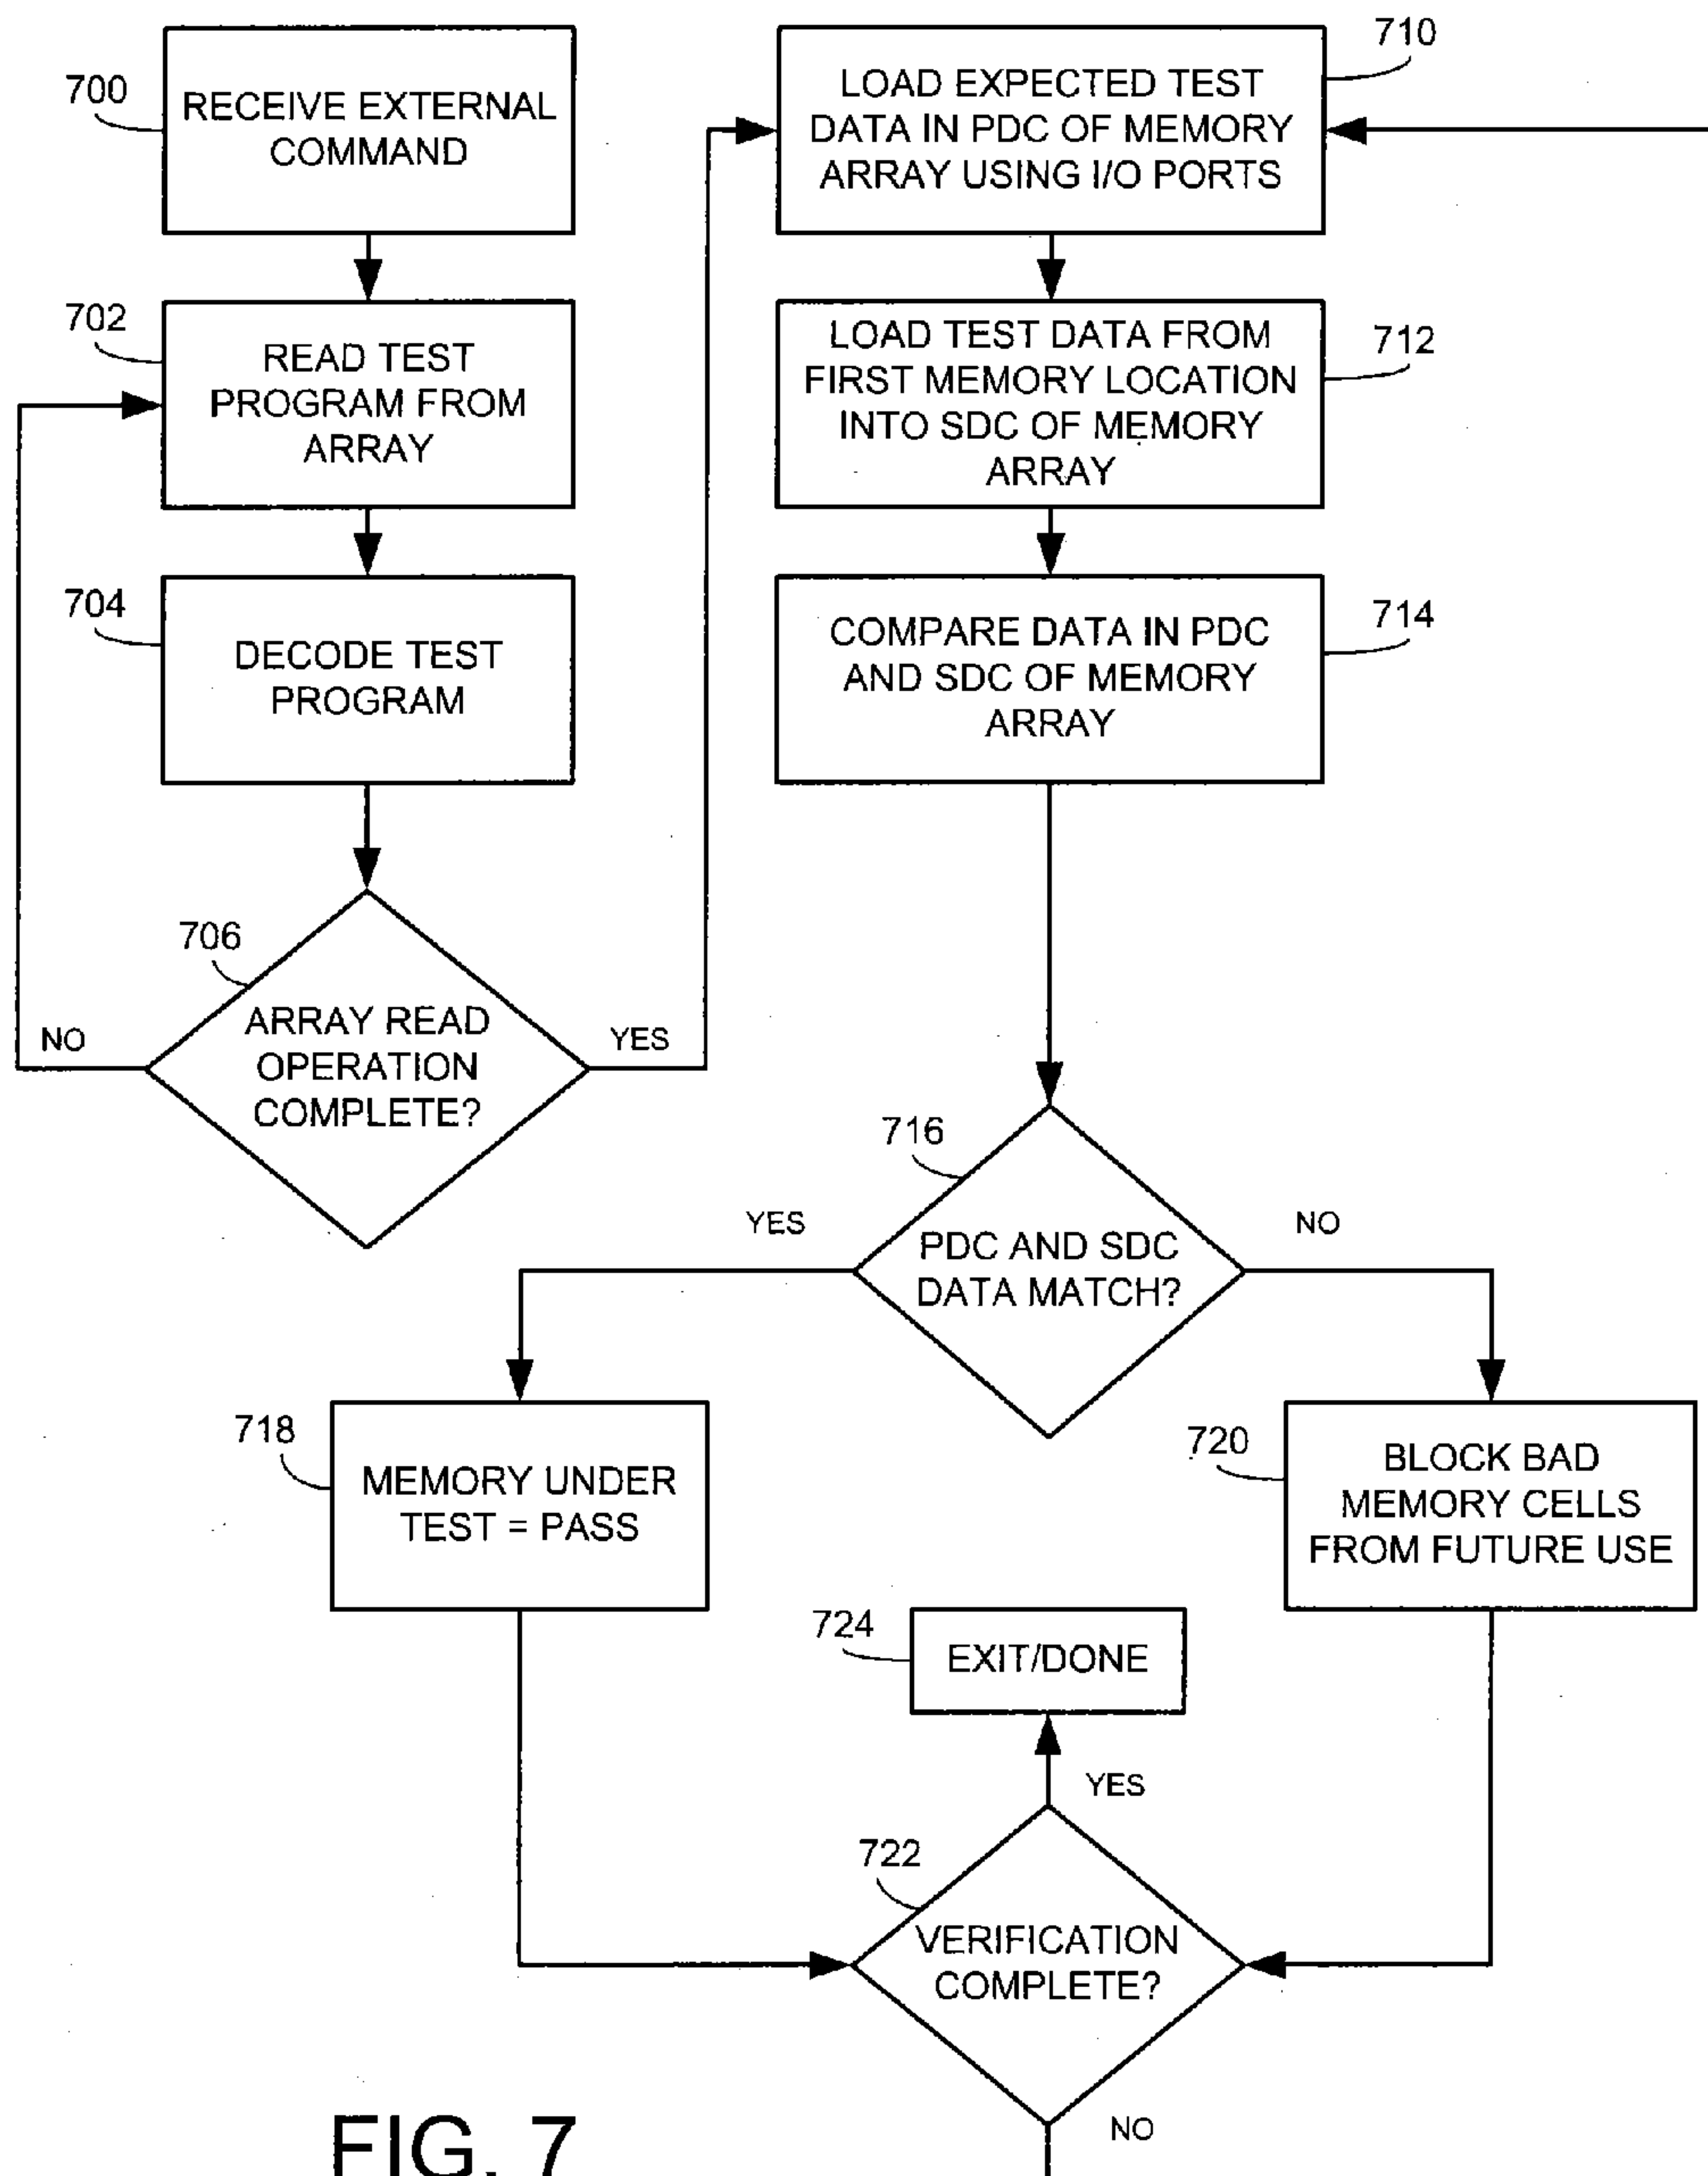 700
RECEIVE EXTERNAL
COMMAND
702
READ TEST
PROGRAM FROM
ARRAY
704
DECODE TEST
PROGRAM
706
ARRAY READ
OPERATION
COMPLETE?
NO
YES
710
LOAD EXPECTED TEST
DATA IN PDC OF MEMORY
ARRAY USING I/O PORTS
712
LOAD TEST DATA FROM
FIRST MEMORY LOCATION
INTO SDC OF MEMORY
ARRAY
714
COMPARE DATA IN PDC
AND SDC OF MEMORY
ARRAY
716
PDC AND SDC
DATA MATCH?
YES
NO
718
MEMORY UNDER
TEST = PASS
720
BLOCK BAD
MEMORY CELLS
FROM FUTURE USE
724
EXIT/DONE
YES
722
VERIFICATION
COMPLETE?
NO
FIG. 7